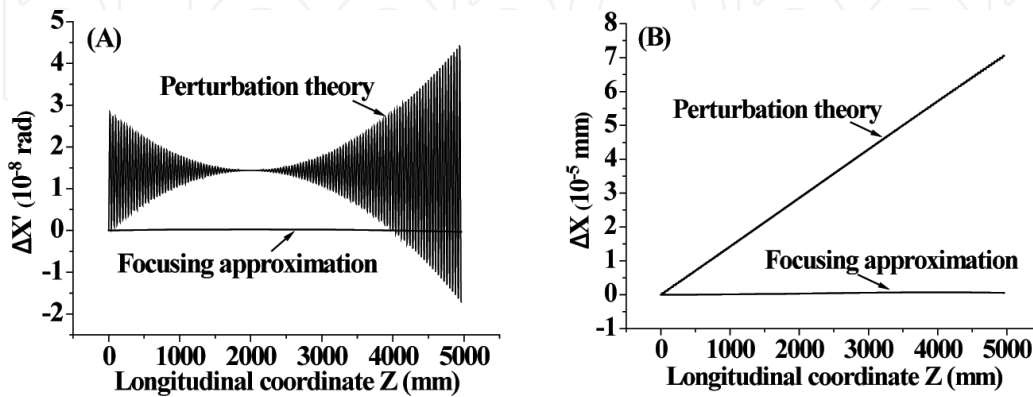 (A)
5
4
3
2
1
0
-1
-2
ΔX' (10⁻⁸ rad)
Perturbation theory
Focusing approximation
0 1000 2000 3000 4000 5000
Longitudinal coordinate Z (mm)
(B)
8
7
6
5
4
3
2
1
0
-1
ΔX (10⁻⁵ mm)
Perturbation theory
Focusing approximation
0 1000 2000 3000 4000 5000
Longitudinal coordinate Z (mm)